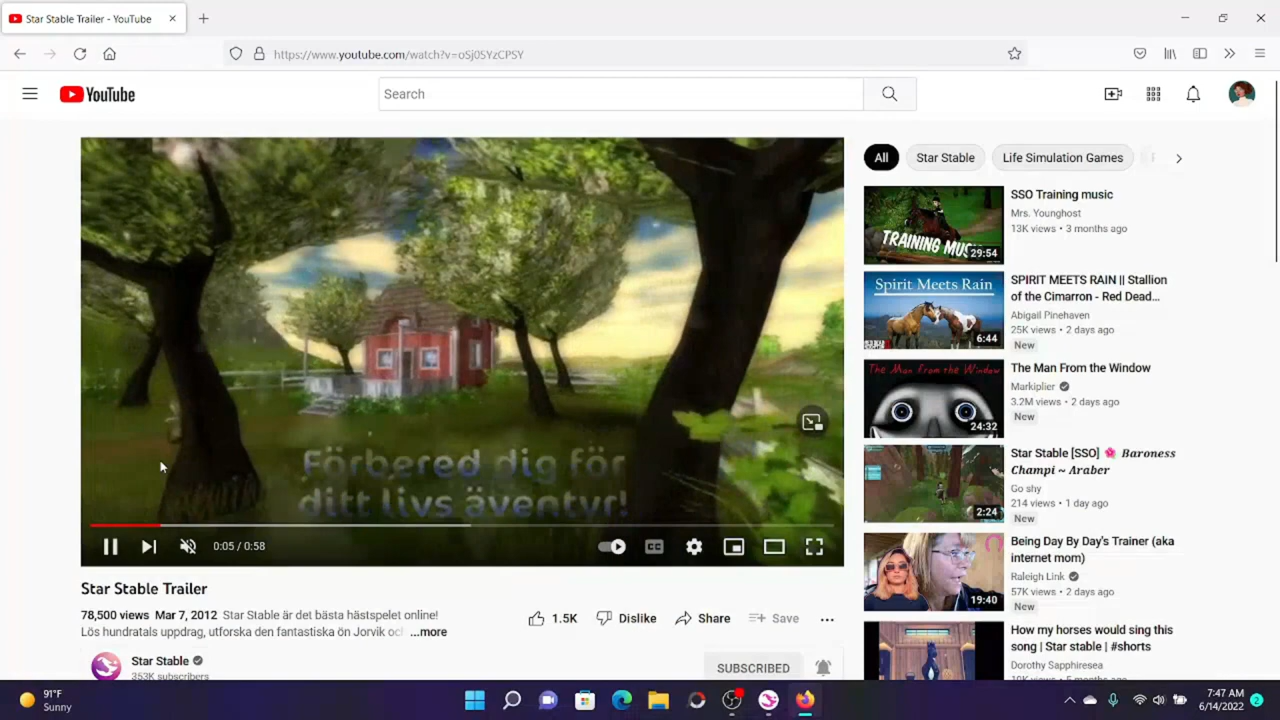 Star Stable Trailer - YouTube
https://www.youtube.com/watch?v=oSj0SYzCPSY
YouTube
Search
Förbered dig för
ditt livs äventyr!
0:05 / 0:58
CC
Star Stable Trailer
78,500 views Mar 7, 2012 Star Stable är det bästa hästspelet online!
Lös hundratals uppdrag, utforska den fantastiska ön Jorvik ...more
1.5K
Dislike
Share
Save
Star Stable
353K subscribers
SUBSCRIBED
All
Star Stable
Life Simulation Games
TRAINING MUS
29:54
SSO Training music
Mrs. Younghost
13K views • 3 months ago
Spirit Meets Rain
6:44
SPIRIT MEETS RAIN || Stallion
of the Cimarron - Red Dead...
Abigail Pinehaven
25K views • 2 days ago
New
The Man From the Window
24:32
The Man From the Window
Markiplier
3.2M views • 2 days ago
New
2:24
Star Stable [SSO] 🌺 Baroness
Champi ~ Araber
Go shy
214 views • 1 day ago
New
19:40
Being Day By Day's Trainer (aka
internet mom)
Raleigh Link
57K views • 2 days ago
New
How my horses would sing this
song | Star stable | #shorts
Dorothy Sapphiresea
91°F
Sunny
7:47 AM
6/14/2022
2